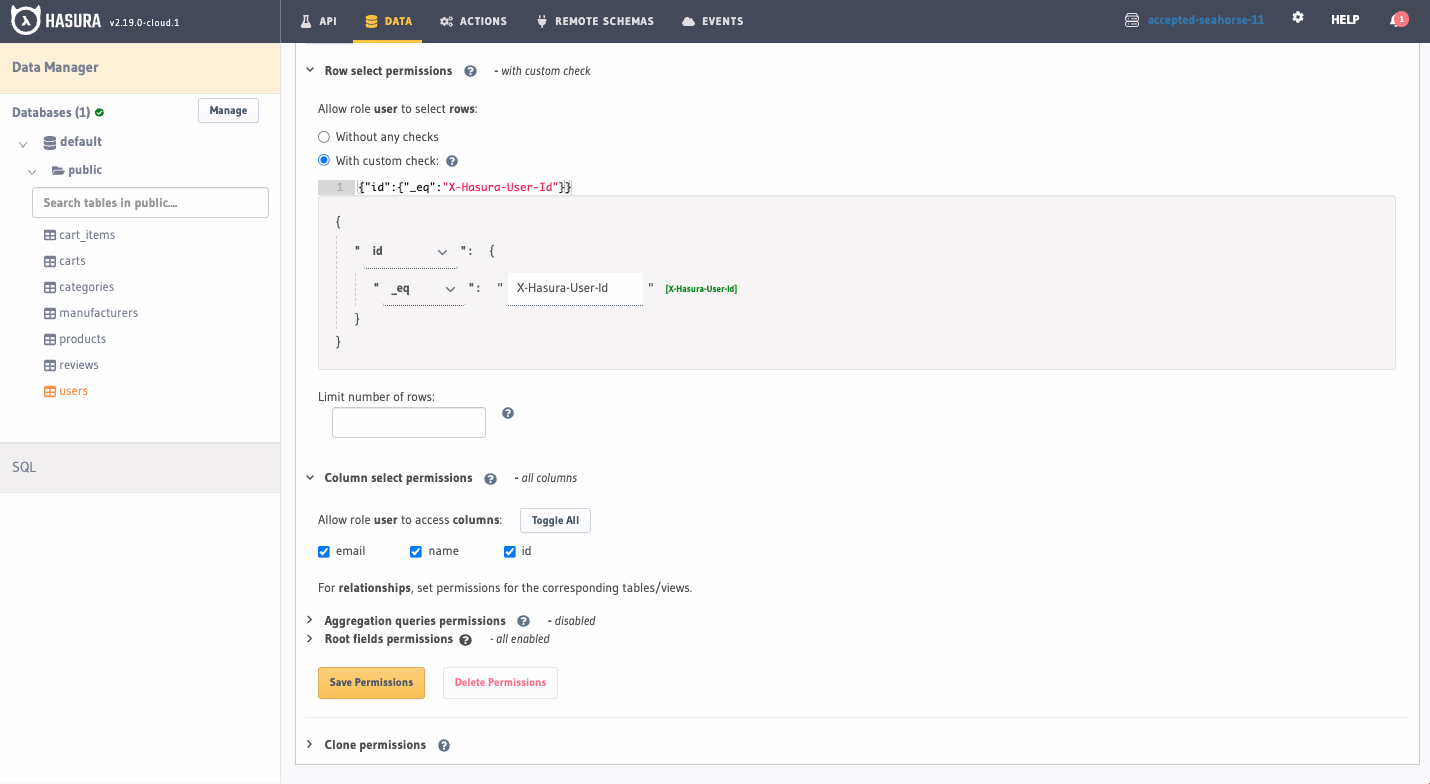 HASURA v2.19.0-cloud.1
API DATA ACTIONS REMOTE SCHEMAS EVENTS
accepted-seahorse-11 HELP 1
Data Manager
Databases (1) Manage
default
public
Search tables in public....
cart_items
carts
categories
manufacturers
products
reviews
users
SQL
Row select permissions ? - with custom check
Allow role user to select rows:
Without any checks
With custom check: ?
1 {"id":{"_eq":"X-Hasura-User-Id"}}
{
" id ": {
" _eq ": " X-Hasura-User-Id " [X-Hasura-User-Id]
}
}
Limit number of rows:
?
Column select permissions ? - all columns
Allow role user to access columns: Toggle All
email name id
For relationships, set permissions for the corresponding tables/views.
Aggregation queries permissions ? - disabled
Root fields permissions ? - all enabled
Save Permissions Delete Permissions
Clone permissions ?